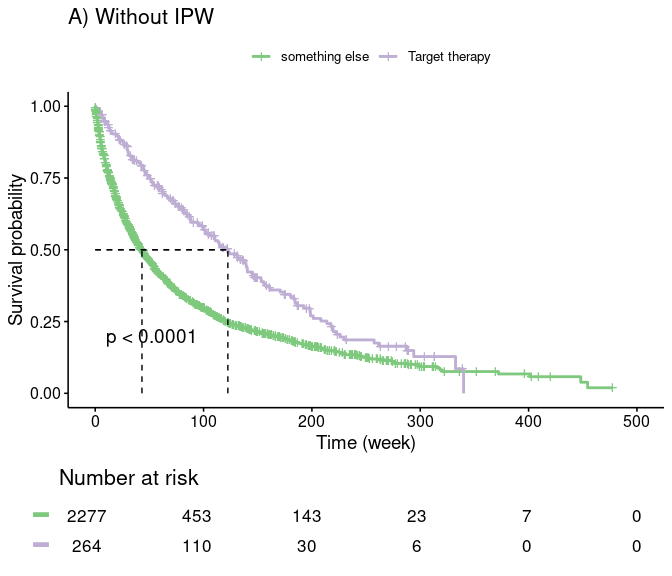 A) Without IPW
something else Target therapy
1.00
0.75
0.50
0.25
0.00
Survival probability
p < 0.0001
0 100 200 300 400 500
Time (week)
Number at risk
2277 453 143 23 7 0
264 110 30 6 0 0